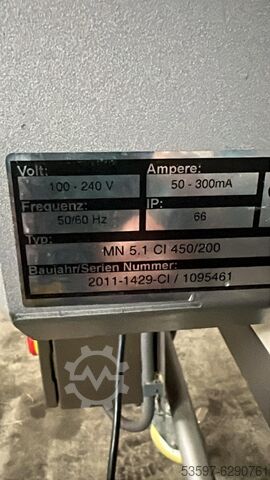 Volt:
Ampere:
100 - 240 V
50 - 300mA
Frequenz:
IP:
50/60 Hz
66
Typ:
MN 5.1 CI 450/200
Baujahr/Serien Nummer:
2011-1429-CI / 1095461
53597-6290761